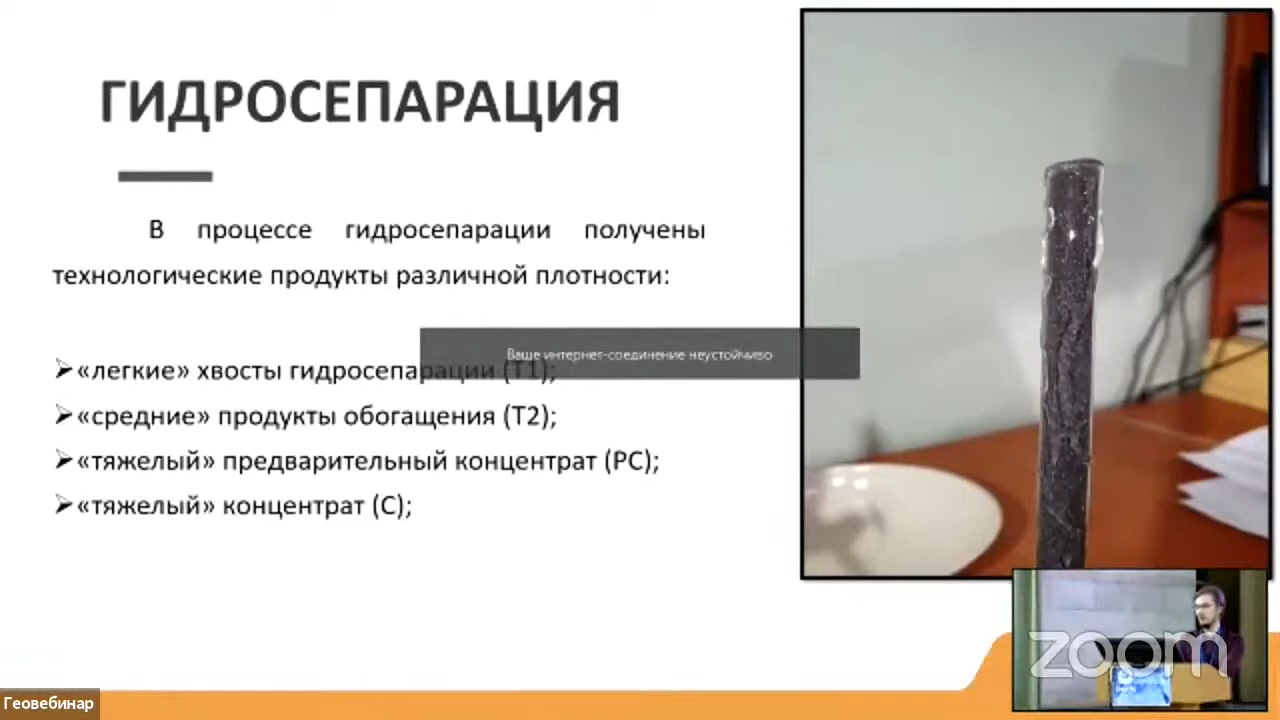 ГИДРОСЕПАРАЦИЯ
В процессе гидросепарации получены
технологические продукты различной плотности:
Ваше интернет-соединение неустойчиво
➢«легкие» хвосты гидросепарации (Т1);
➢«средние» продукты обогащения (Т2);
➢«тяжелый» предварительный концентрат (РС);
➢«тяжелый» концентрат (С);
zoom
Геовебинар